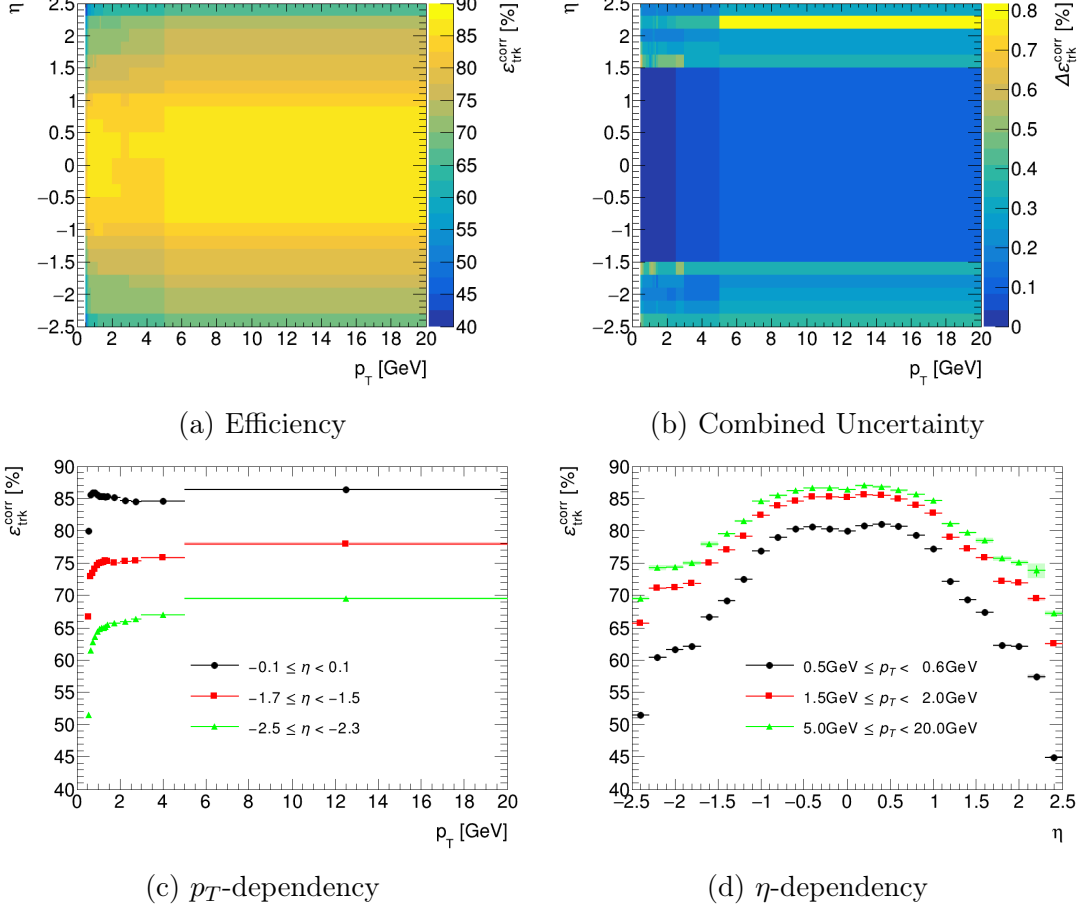 η
2.5
2
1.5
1
0.5
0
−0.5
−1
−1.5
−2
−2.5
0 2 4 6 8 10 12 14 16 18 20
p_T [GeV]
90
85
80
75
70
65
60
55
50
45
40
ε_trk^corr [%]
(a) Efficiency
η
2.5
2
1.5
1
0.5
0
−0.5
−1
−1.5
−2
−2.5
0 2 4 6 8 10 12 14 16 18 20
p_T [GeV]
0.8
0.7
0.6
0.5
0.4
0.3
0.2
0.1
0
Δε_trk^corr [%]
(b) Combined Uncertainty
ε_trk^corr [%]
90
85
80
75
70
65
60
55
50
45
40
−0.1 ≤ η < 0.1
−1.7 ≤ η < −1.5
−2.5 ≤ η < −2.3
0 2 4 6 8 10 12 14 16 18 20
p_T [GeV]
(c) p_T-dependency
ε_trk^corr [%]
90
85
80
75
70
65
60
55
50
45
40
0.5GeV ≤ p_T < 0.6GeV
1.5GeV ≤ p_T < 2.0GeV
5.0GeV ≤ p_T < 20.0GeV
−2.5 −2 −1.5 −1 −0.5 0 0.5 1 1.5 2 2.5
η
(d) η-dependency